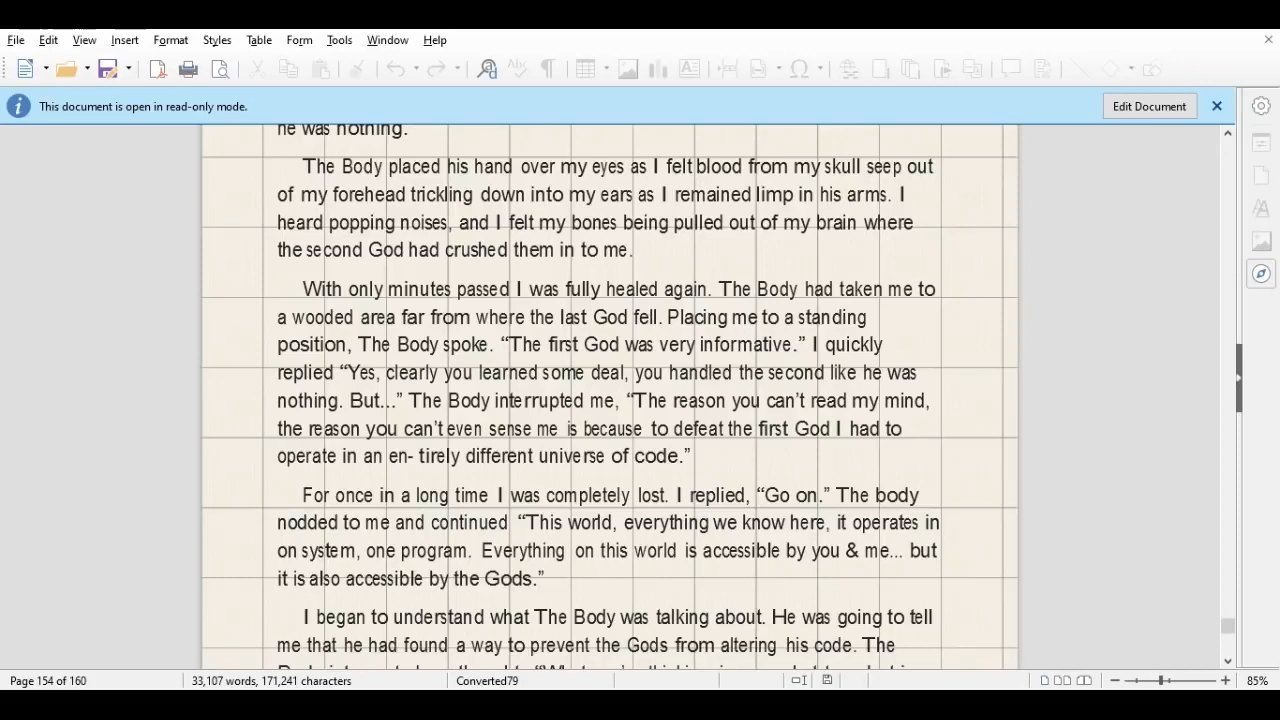 File Edit View Insert Format Styles Table Form Tools Window Help
This document is open in read-only mode.
Edit Document
he was nothing.
The Body placed his hand over my eyes as I felt blood from my skull seep out
of my forehead trickling down into my ears as I remained limp in his arms. I
heard popping noises, and I felt my bones being pulled out of my brain where
the second God had crushed them in to me.
With only minutes passed I was fully healed again. The Body had taken me to
a wooded area far from where the last God fell. Placing me to a standing
position, The Body spoke. “The first God was very informative.” I quickly
replied “Yes, clearly you learned some deal, you handled the second like he was
nothing. But...” The Body interrupted me, “The reason you can’t read my mind,
the reason you can’t even sense me is because to defeat the first God I had to
operate in an en- tirely different universe of code.”
For once in a long time I was completely lost. I replied, “Go on.” The body
nodded to me and continued “This world, everything we know here, it operates in
on system, one program. Everything on this world is accessible by you & me... but
it is also accessible by the Gods.”
I began to understand what The Body was talking about. He was going to tell
me that he had found a way to prevent the Gods from altering his code. The
Page 154 of 160
33,107 words, 171,241 characters
Converted79
85%